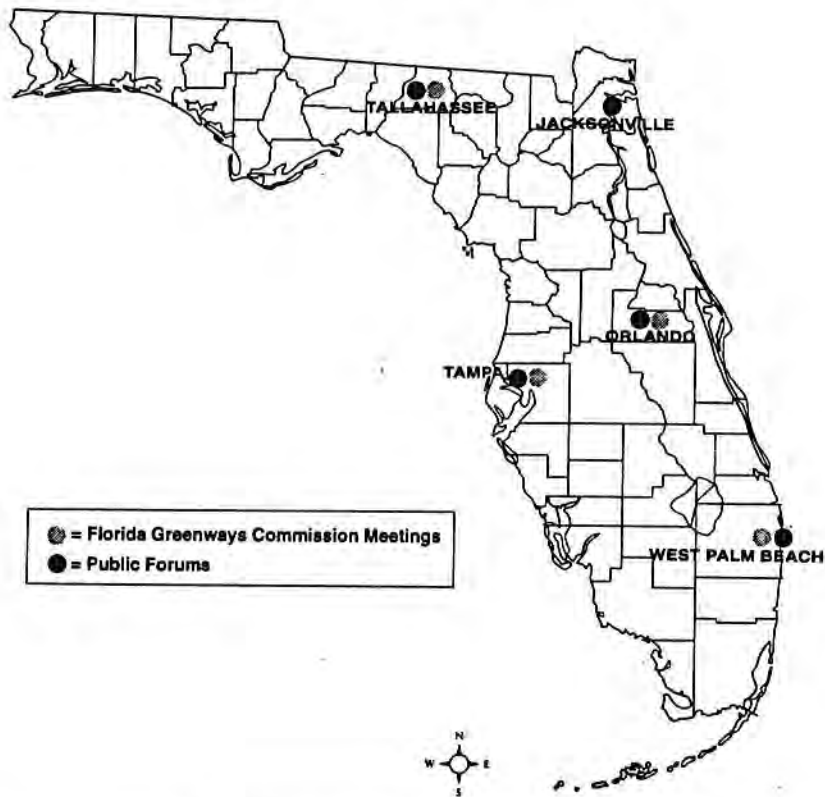 TALLAHASSEE
JACKSONVILLE
ORLANDO
TAMPA
= Florida Greenways Commission Meetings
= Public Forums
WEST PALM BEACH
N
W E
S